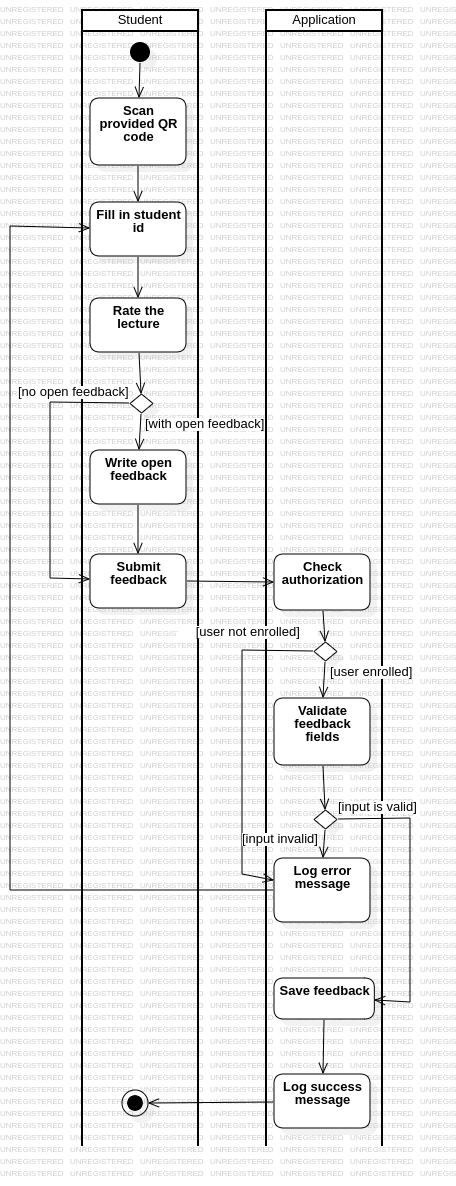 Student
Application
Scan
provided QR
code
Fill in student
id
Rate the
lecture
[no open feedback]
[with open feedback]
Write open
feedback
Submit
feedback
Check
authorization
[user not enrolled]
[user enrolled]
Validate
feedback
fields
[input is valid]
[input invalid]
Log error
message
Save feedback
Log success
message
UNREGISTERED